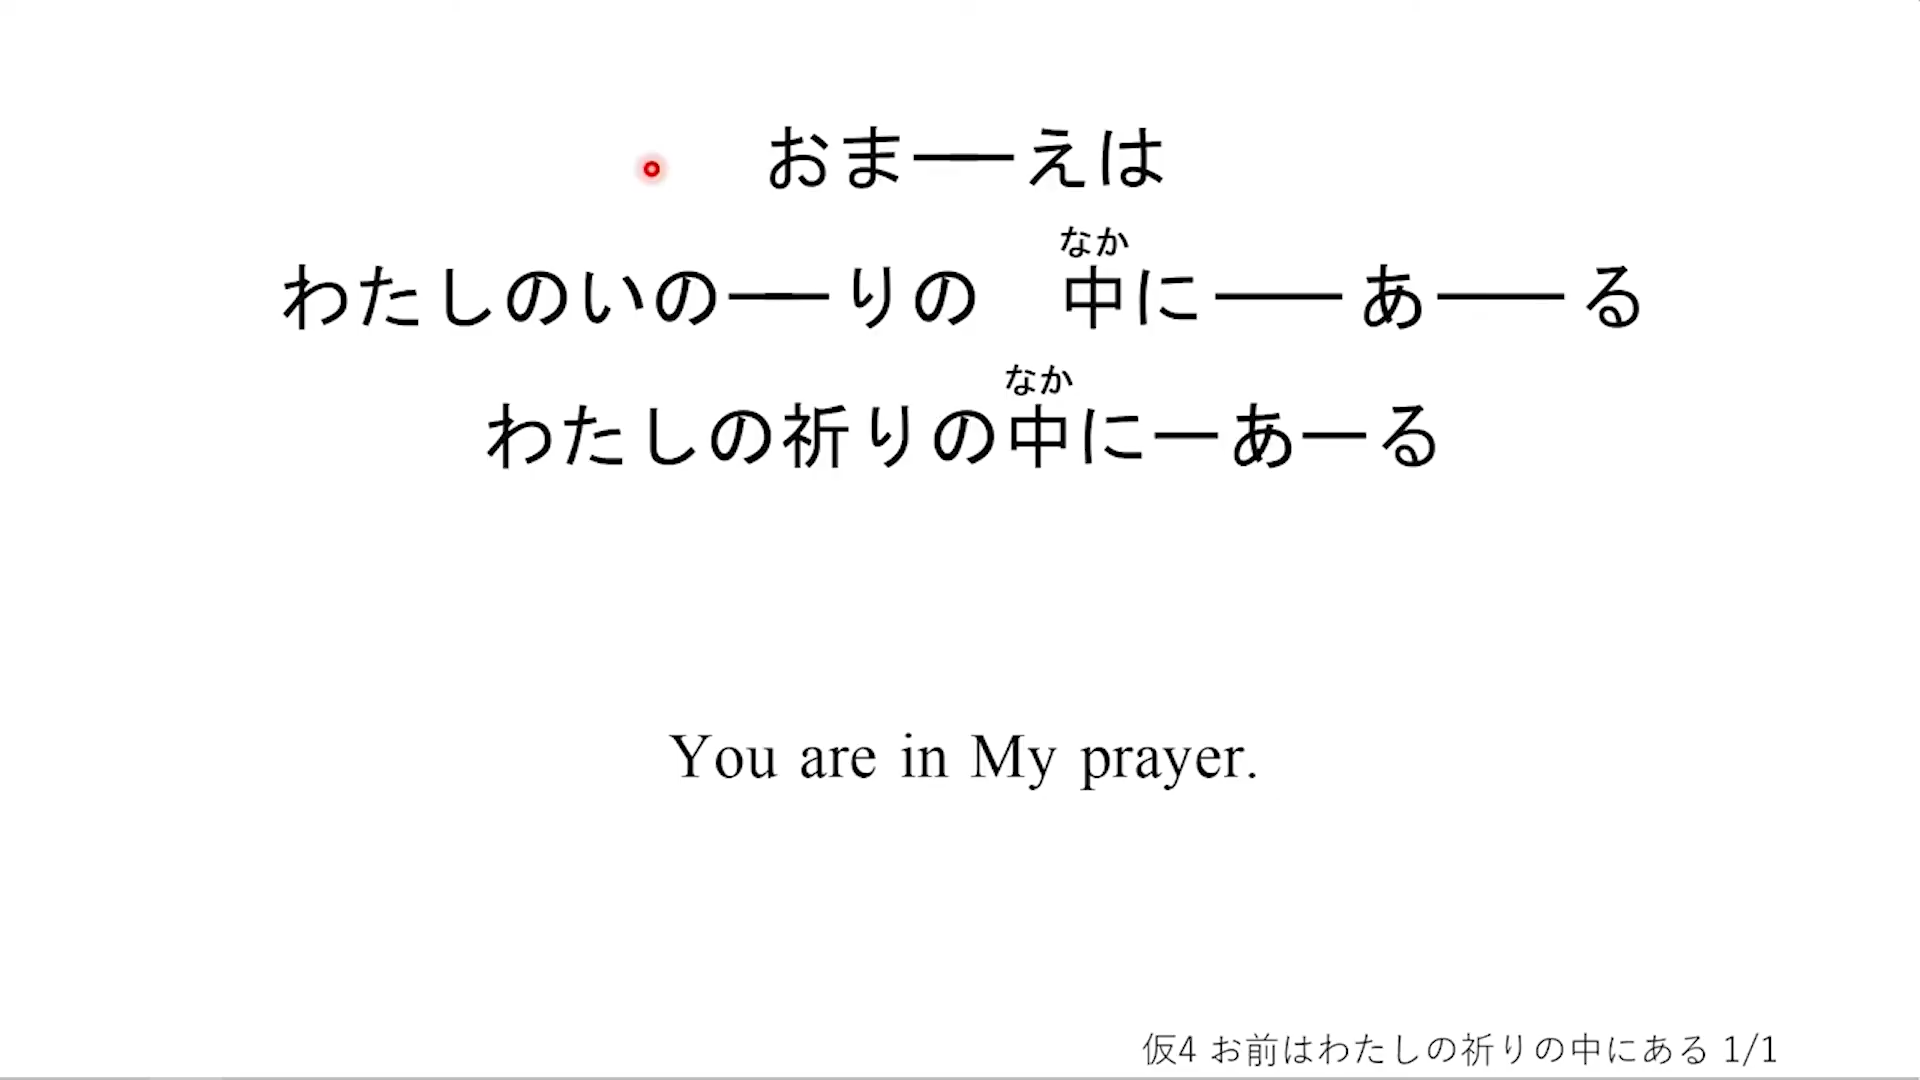 おま――えは
なか
わたしのいの――りの　中に――あ――る
なか
わたしの祈りの中に―あ―る
You are in My prayer.
仮4 お前はわたしの祈りの中にある 1/1